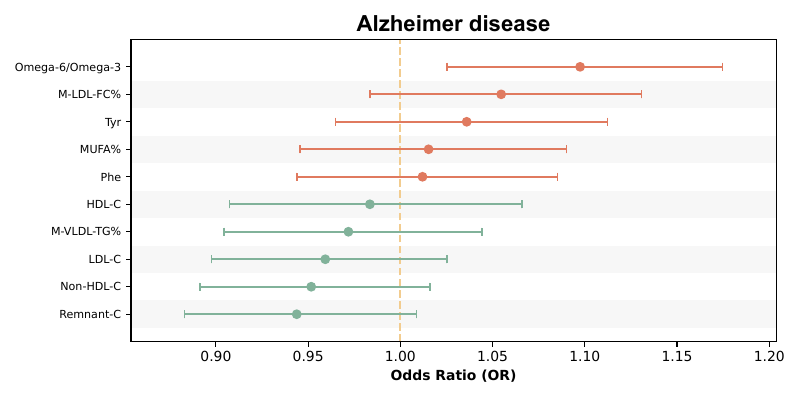 Alzheimer disease
Omega-6/Omega-3
M-LDL-FC%
Tyr
MUFA%
Phe
HDL-C
M-VLDL-TG%
LDL-C
Non-HDL-C
Remnant-C
0.90 0.95 1.00 1.05 1.10 1.15 1.20
Odds Ratio (OR)